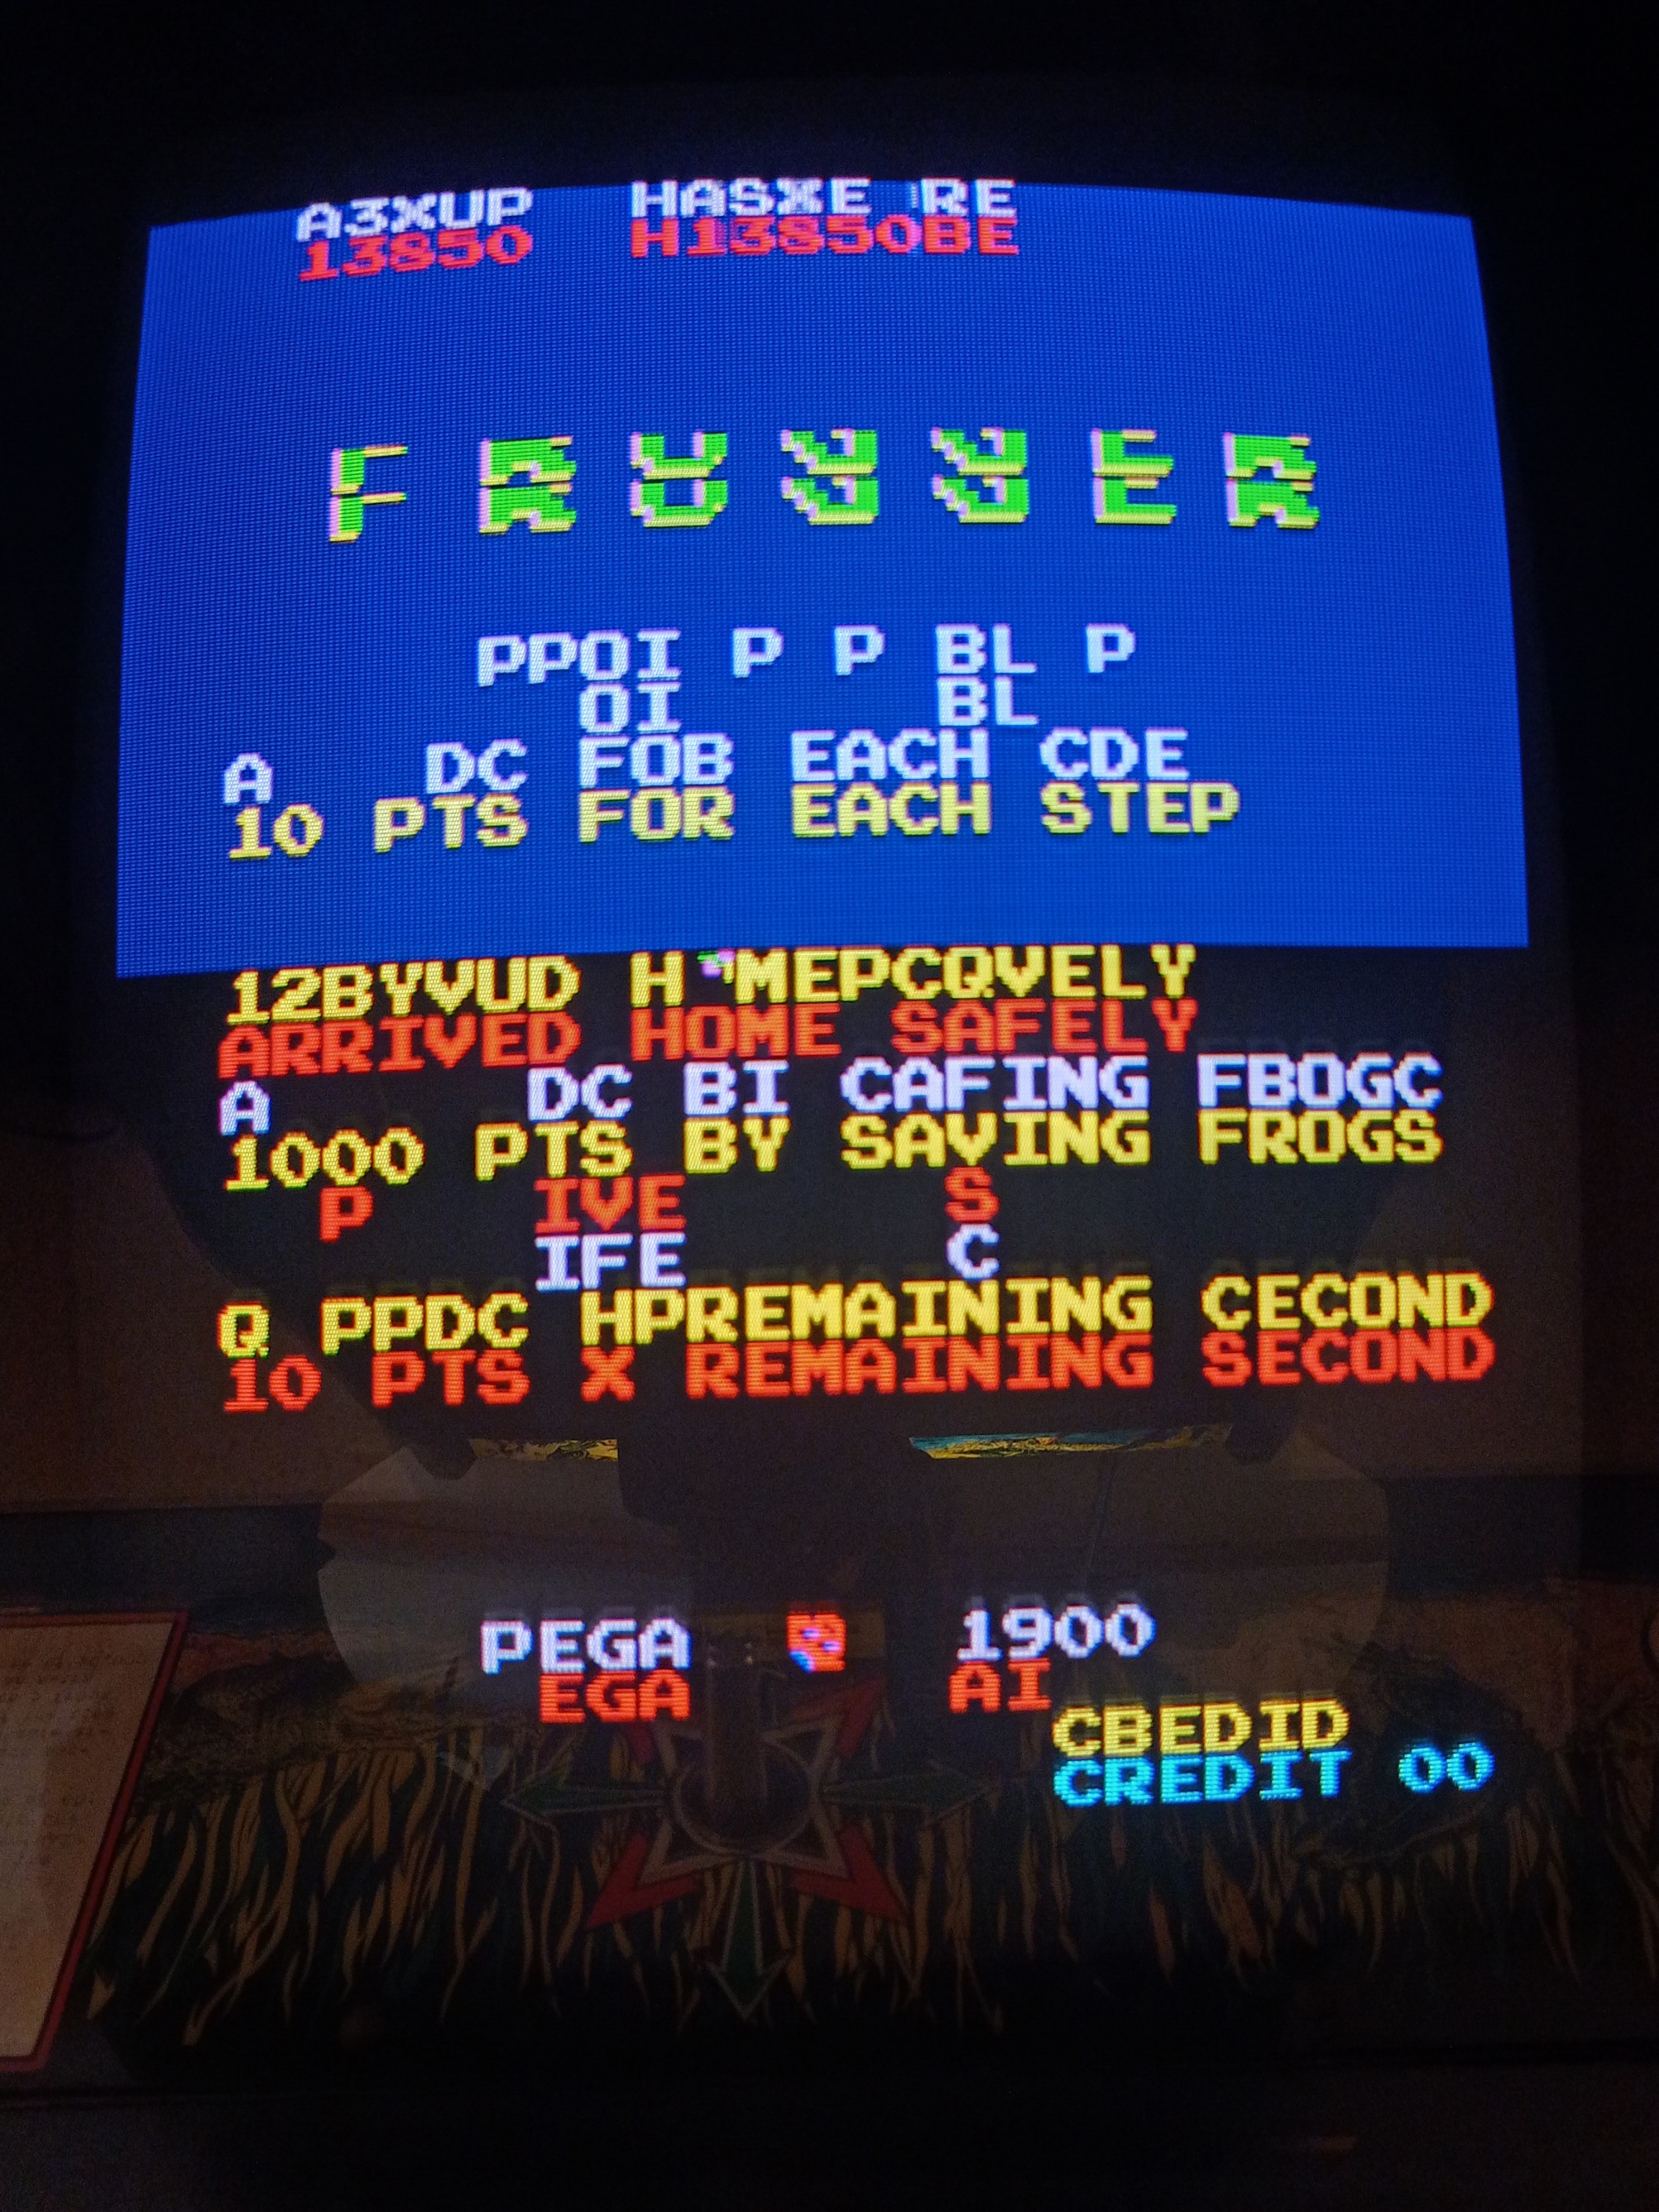 A3XUP HASXE RE
13850 H13850BE
PPOI P P BL P
OI BL
A DC FOB EACH CDE
10 PTS FOR EACH STEP
12BYVUD H MEPCQVELY
ARRIVED HOME SAFELY
A DC BI CAFING FBOGC
1000 PTS BY SAVING FROGS
P IVE S
IFE C
Q PPDC HPREMAINING CECOND
10 PTS X REMAINING SECOND
PEGA 1900
EGA AI
CBEDID
CREDIT 00